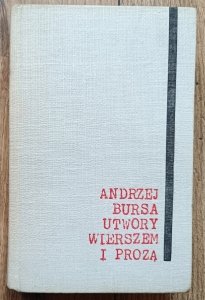 ANDRZEJ
BURSA
UTWORY
WIERSZEM
I PROZĄ